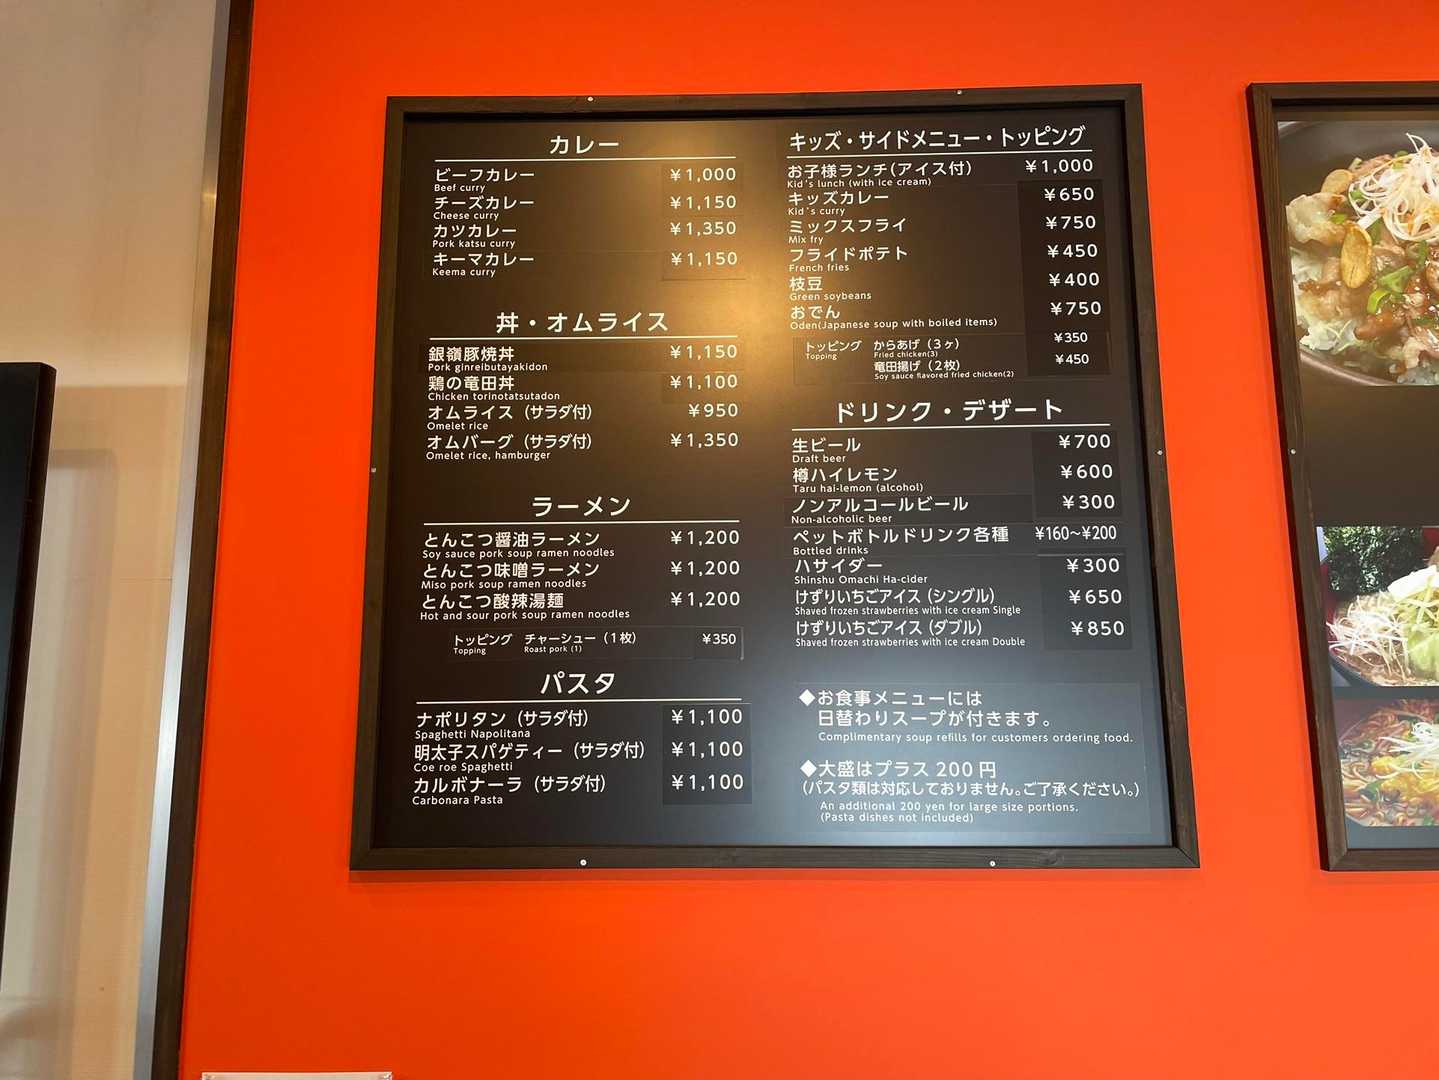 カレー
ビーフカレー ¥1,000
Beef curry
チーズカレー ¥1,150
Cheese curry
カツカレー ¥1,350
Pork katsu curry
キーマカレー ¥1,150
Keema curry
丼・オムライス
銀嶺豚焼丼 ¥1,150
Pork ginreibutayakidon
鶏の竜田丼 ¥1,100
Chicken torinotatsutadon
オムライス（サラダ付） ¥950
Omelet rice
オムバーグ（サラダ付） ¥1,350
Omelet rice, hamburger
ラーメン
とんこつ醤油ラーメン ¥1,200
Soy sauce pork soup ramen noodles
とんこつ味噌ラーメン ¥1,200
Miso pork soup ramen noodles
とんこつ酸辣湯麺 ¥1,200
Hot and sour pork soup ramen noodles
トッピング チャーシュー（1枚） ¥350
Topping Roast pork (1)
パスタ
ナポリタン（サラダ付） ¥1,100
Spaghetti Napolitana
明太子スパゲティー（サラダ付） ¥1,100
Coe roe Spaghetti
カルボナーラ（サラダ付） ¥1,100
Carbonara Pasta
キッズ・サイドメニュー・トッピング
お子様ランチ（アイス付） ¥1,000
Kid's lunch (with ice cream)
キッズカレー ¥650
Kid's curry
ミックスフライ ¥750
Mix fry
フライドポテト ¥450
French fries
枝豆 ¥400
Green soybeans
おでん ¥750
Oden(Japanese soup with boiled items)
トッピング からあげ（3ヶ） ¥350
Topping Fried chicken(3)
竜田揚げ（2枚） ¥450
Soy sauce flavored fried chicken(2)
ドリンク・デザート
生ビール ¥700
Draft beer
樽ハイレモン ¥600
Taru hai-lemon (alcohol)
ノンアルコールビール ¥300
Non-alcoholic beer
ペットボトルドリンク各種 ¥160~¥200
Bottled drinks
ハサイダー ¥300
Shinshu Omachi Ha-cider
けずりいちごアイス（シングル） ¥650
Shaved frozen strawberries with ice cream Single
けずりいちごアイス（ダブル） ¥850
Shaved frozen strawberries with ice cream Double
◆お食事メニューには
日替わりスープが付きます。
Complimentary soup refills for customers ordering food.
◆大盛はプラス 200 円
（パスタ類は対応しておりません。ご了承ください。）
An additional 200 yen for large size portions.
(Pasta dishes not included)